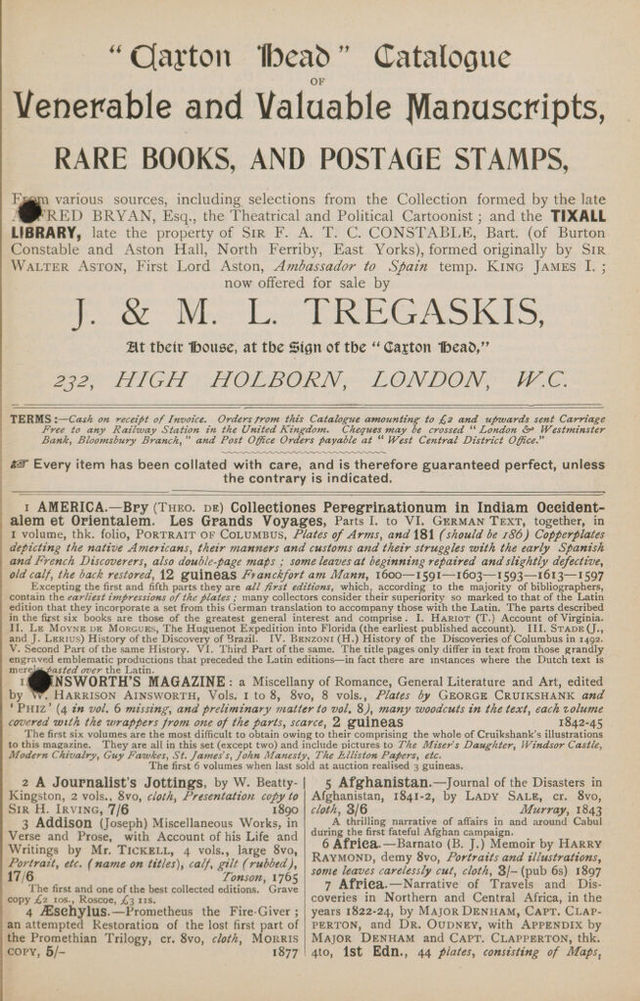 "Caxton Head" Catalogue
OF
Venerable and Valuable Manuscripts,
RARE BOOKS, AND POSTAGE STAMPS,
From various sources, including selections from the Collection formed by the late
RED BRYAN, Esq., the Theatrical and Political Cartoonist; and the TIXALL
LIBRARY, late the property of SIR F. A. T. C. CONSTABLE, Bart. (of Burton
Constable and Aston Hall, North Ferriby, East Yorks), formed originally by SIR
WALTER ASTON, First Lord Aston, Ambassador to Spain temp. KING JAMES I.;
now offered for sale by
J. & M. L. TREGASKIS,
At their House, at the Sign of the "Caxton Head,"
232, HIGH HOLBORN, LONDON, W.C.
TERMS:—Cash on receipt of Invoice. Orders from this Catalogue amounting to £2 and upwards sent Carriage
Free to any Railway Station in the United Kingdom. Cheques may be crossed "London & Westminster
Bank, Bloomsbury Branch," and Post Office Orders payable at "West Central District Office."
☞ Every item has been collated with care, and is therefore guaranteed perfect, unless
the contrary is indicated.
1 AMERICA.—Bry (THEO. DE) Collectiones Peregrinationum in Indiam Occident-
alem et Orientalem. Les Grands Voyages, Parts I. to VI. GERMAN TEXT, together, in
1 volume, thk. folio, PORTRAIT OF COLUMBUS, Plates of Arms, and 181 (should be 186) Copperplates
depicting the native Americans, their manners and customs and their struggles with the early Spanish
and French Discoverers, also double-page maps; some leaves at beginning repaired and slightly defective,
old calf, the back restored, 12 guineas Franckfort am Mann, 1600—1591—1603—1593—1613—1597
Excepting the first and fifth parts they are all first editions, which, according to the majority of bibliographers,
contain the earliest impressions of the plates; many collectors consider their superiority so marked to that of the Latin
edition that they incorporate a set from this German translation to accompany those with the Latin. The parts described
in the first six books are those of the greatest general interest and comprise. I. HARIOT (T.) Account of Virginia.
II. LE MOYNE DE MORGUES, The Huguenot Expedition into Florida (the earliest published account). III. STADE (J.,
and J. LERIUS) History of the Discovery of Brazil. IV. BENZONI (H.) History of the Discoveries of Columbus in 1492.
V. Second Part of the same History. VI. Third Part of the same. The title pages only differ in text from those grandly
engraved emblematic productions that preceded the Latin editions—in fact there are instances where the Dutch text is
merely pasted over the Latin.
NSWORTH'S MAGAZINE: a Miscellany of Romance, General Literature and Art, edited
by W. HARRISON AINSWORTH, Vols. 1 to 8, 8vo, 8 vols., Plates by GEORGE CRUIKSHANK and
'PHIZ' (4 in vol. 6 missing, and preliminary matter to vol. 8), many woodcuts in the text, each volume
covered with the wrappers from one of the parts, scarce, 2 guineas 1842-45
The first six volumes are the most difficult to obtain owing to their comprising the whole of Cruikshank's illustrations
to this magazine. They are all in this set (except two) and include pictures to The Miser's Daughter, Windsor Castle,
Modern Chivalry, Guy Fawkes, St. James's, John Manesty, The Elliston Papers, etc.
The first 6 volumes when last sold at auction realised 3 guineas.
2 A Journalist's Jottings, by W. Beatty-
Kingston, 2 vols., 8vo, cloth, Presentation copy to
SIR H. IRVING, 7/6 1890
3 Addison (Joseph) Miscellaneous Works, in
Verse and Prose, with Account of his Life and
Writings by Mr. TICKELL, 4 vols., large 8vo,
Portrait, etc. (name on titles), calf, gilt (rubbed),
17/6 Tonson, 1765
The first and one of the best collected editions. Grave
copy £2 10s., Roscoe, £3 11s.
4 Æschylus.—Prometheus the Fire-Giver;
an attempted Restoration of the lost first part of
the Promethian Trilogy, cr. 8vo, cloth, MORRIS
COPY, 5/- 1877
5 Afghanistan.—Journal of the Disasters in
Afghanistan, 1841-2, by LADY SALE, cr. 8vo,
cloth, 3/6 Murray, 1843
A thrilling narrative of affairs in and around Cabul
during the first fateful Afghan campaign.
6 Africa.—Barnato (B. J.) Memoir by HARRY
RAYMOND, demy 8vo, Portraits and illustrations,
some leaves carelessly cut, cloth, 3/- (pub 6s) 1897
7 Africa.—Narrative of Travels and Dis-
coveries in Northern and Central Africa, in the
years 1822-24, by MAJOR DENHAM, CAPT. CLAP-
PERTON, and DR. OUDNEY, with APPENDIX by
MAJOR DENHAM and CAPT. CLAPPERTON, thk.
4to, 1st Edn., 44 plates, consisting of Maps,